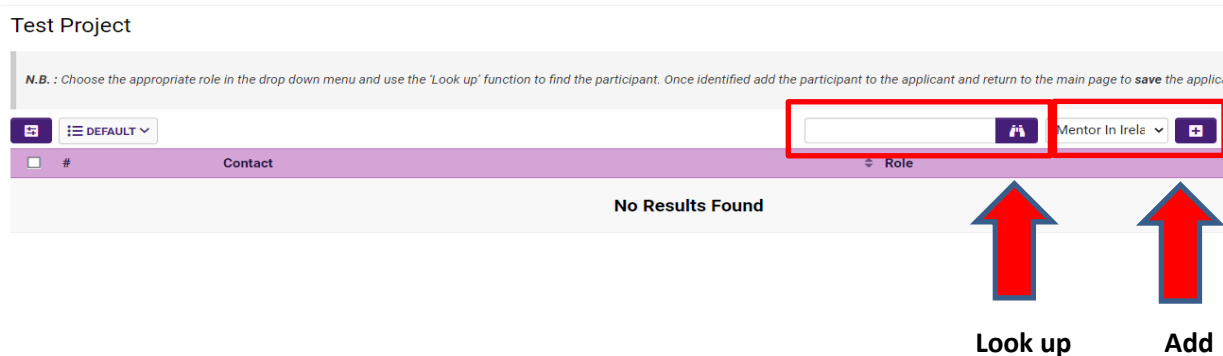 Test Project
N.B. : Choose the appropriate role in the drop down menu and use the 'Look up' function to find the participant. Once identified add the participant to the applicant and return to the main page to save the applica
DEFAULT
Mentor In Irela
# Contact Role
No Results Found
Look up Add